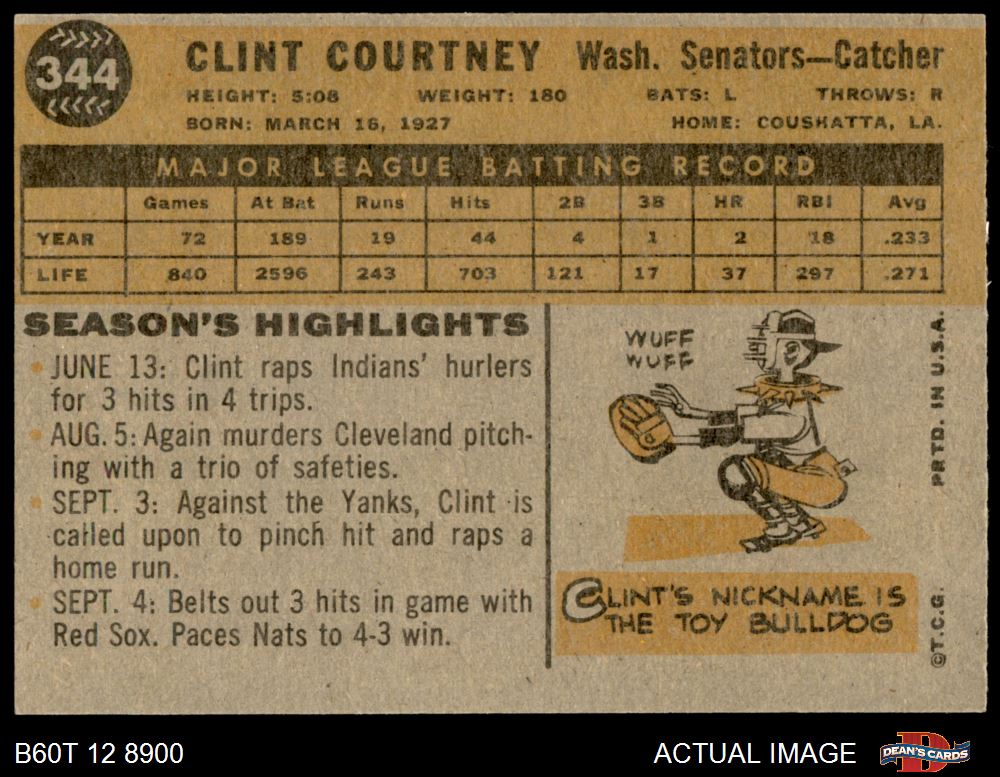 344
CLINT COURTNEY Wash. Senators—Catcher
HEIGHT: 5:08 WEIGHT: 180 BATS: L THROWS: R
BORN: MARCH 16, 1927 HOME: COUSHATTA, LA.
MAJOR LEAGUE BATTING RECORD
Games At Bat Runs Hits 2B 3B HR RBI Avg
YEAR 72 189 19 44 4 1 2 18 .233
LIFE 840 2596 243 703 121 17 37 297 .271
SEASON'S HIGHLIGHTS
• JUNE 13: Clint raps Indians' hurlers
for 3 hits in 4 trips.
• AUG. 5: Again murders Cleveland pitch-
ing with a trio of safeties.
• SEPT. 3: Against the Yanks, Clint is
called upon to pinch hit and raps a
home run.
• SEPT. 4: Belts out 3 hits in game with
Red Sox. Paces Nats to 4-3 win.
WUFF
WUFF
CLINT'S NICKNAME IS
THE TOY BULLDOG
PRTD. IN U.S.A.
©T.C.G.
B60T 12 8900
ACTUAL IMAGE
D
DEAN'S CARDS